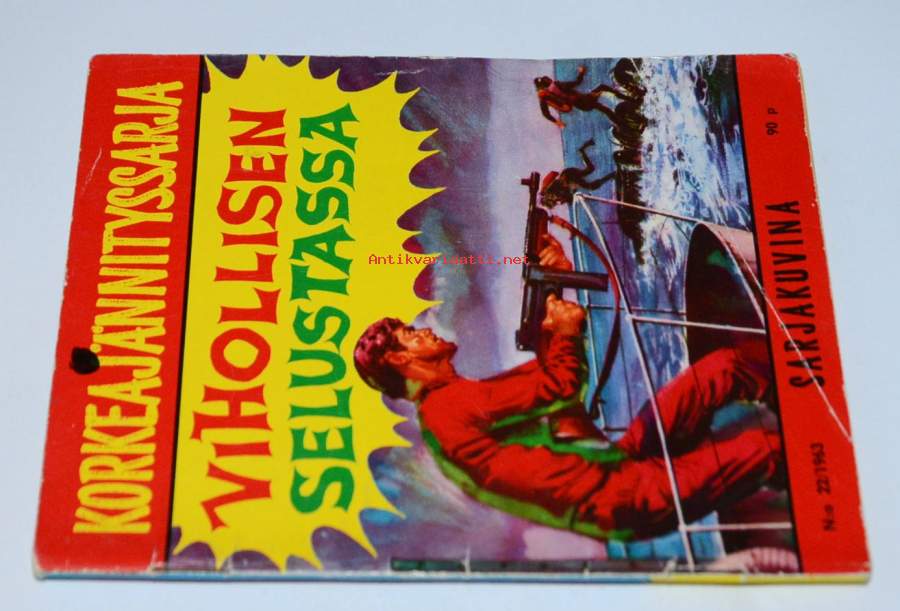 KORKEAJÄNNITYSSARJA
VIHOLLISEN
SELUSTASSA
Antikvariaatti.net
N:o 22/1963
SARJAKUVINA
90 P